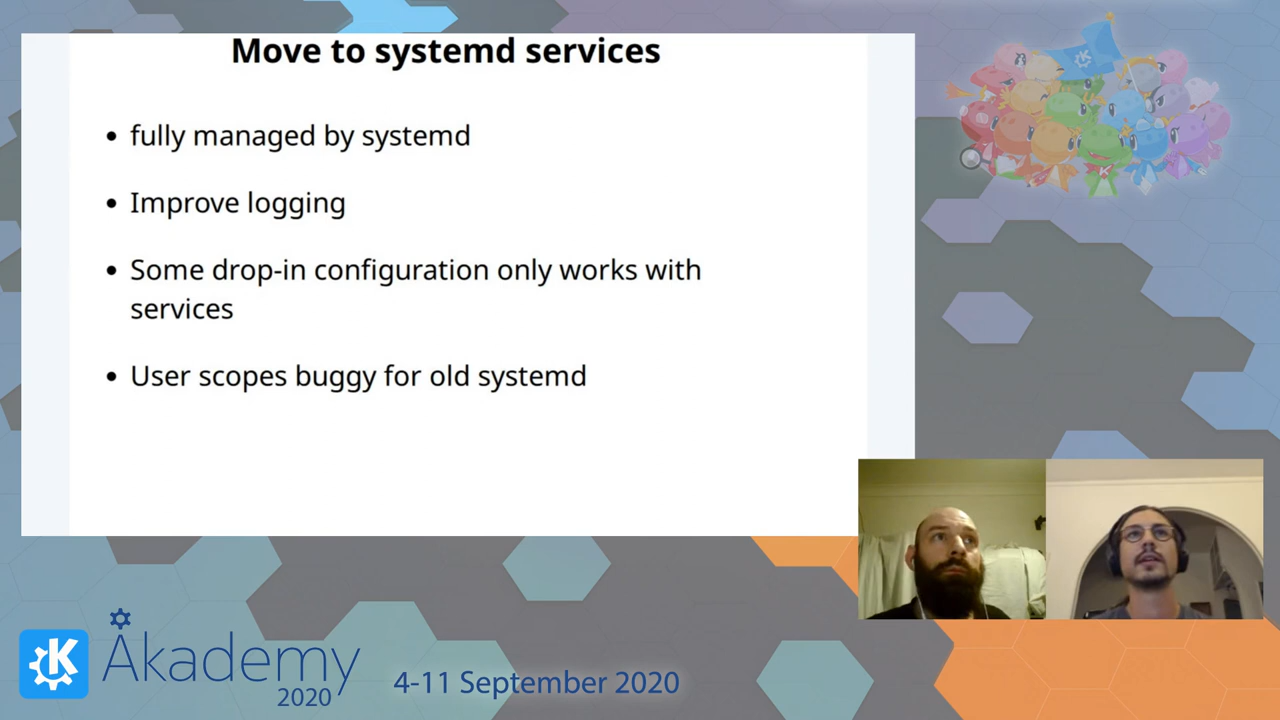 Move to systemd services
• fully managed by systemd
• Improve logging
• Some drop-in configuration only works with
services
• User scopes buggy for old systemd
Akademy
2020
4-11 September 2020